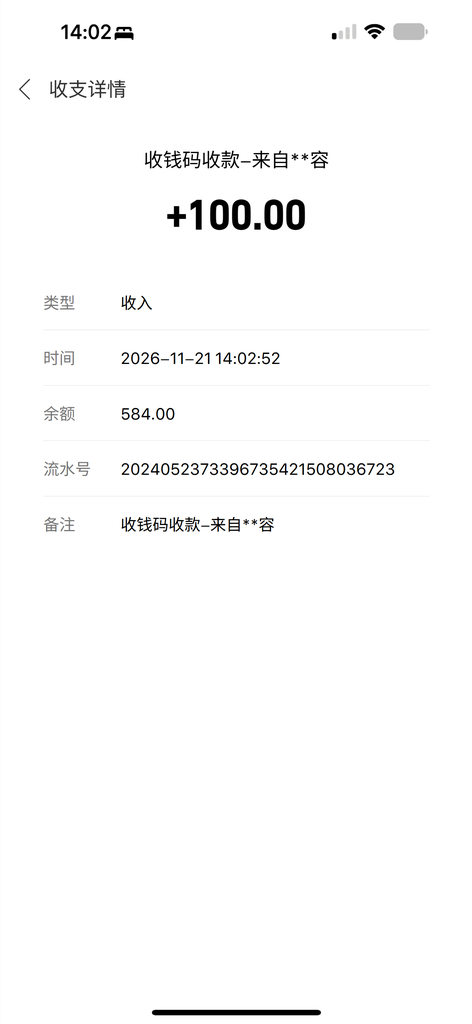 14:02
收支详情
收钱码收款-来自**容
+100.00
类型 收入
时间 2026-11-21 14:02:52
余额 584.00
流水号 2024052373396735421508036723
备注 收钱码收款-来自**容